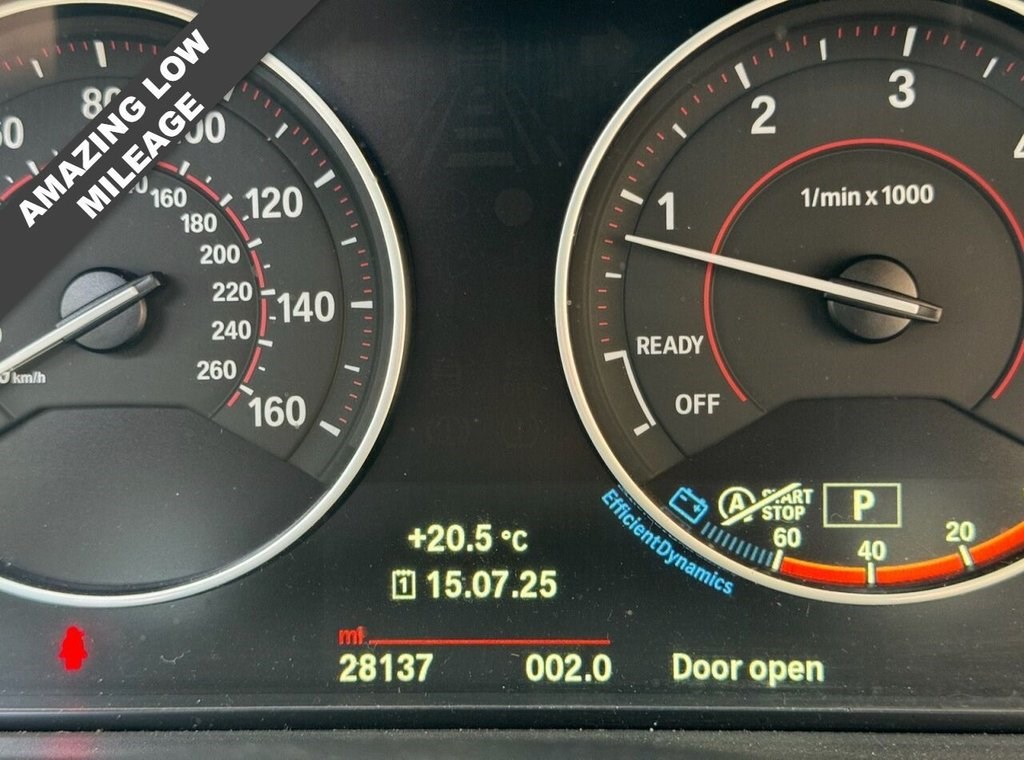 AMAZING LOW
MILEAGE
80
120
140
160
160
180
200
220
240
260
km/h
1
2
3
1/min x 1000
READY
OFF
A
START
STOP
P
EfficientDynamics
60
40
20
+20.5 °C
1 15.07.25
mi
28137 002.0 Door open